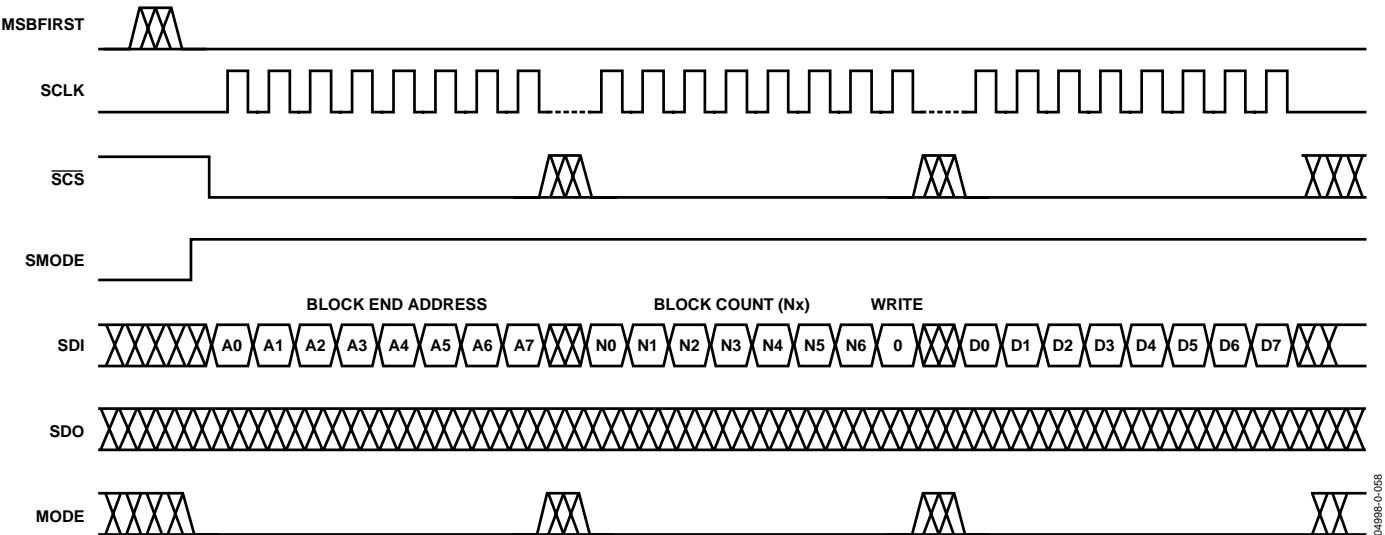 MSBFIRST
SCLK
SCS
SMODE
BLOCK END ADDRESS BLOCK COUNT (Nx) WRITE
SDI A0 A1 A2 A3 A4 A5 A6 A7 N0 N1 N2 N3 N4 N5 N6 0 D0 D1 D2 D3 D4 D5 D6 D7
SDO
MODE
04998-0-058